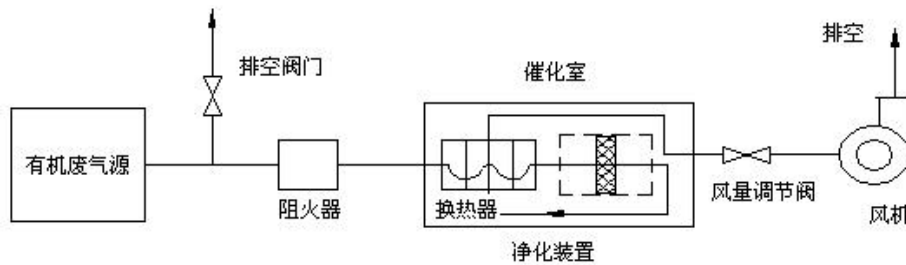 排空
排空阀门
催化室
有机废气源
阻火器
换热器
风量调节阀
风机
净化装置